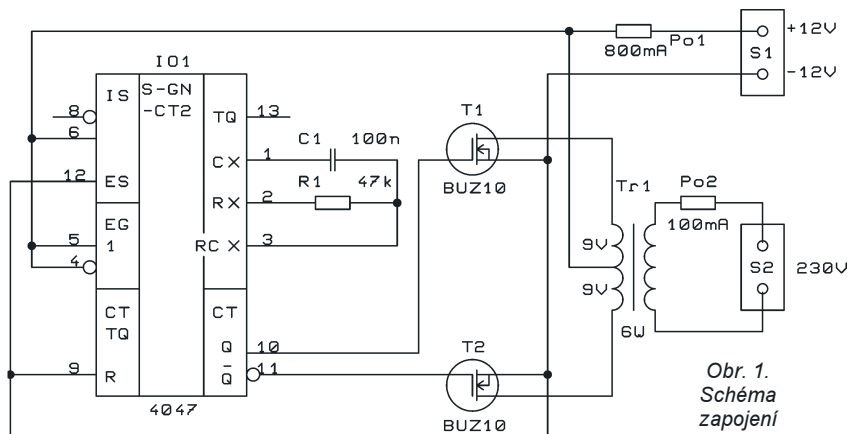 +12V
Po1
800mA
S1
-12V
IO1
IS
S-GN
-CT2
8
TQ
13
T1
6
C1
100n
CX
1
BUZ10
12
ES
R1
47k
RX
2
Tr1
Po2
100mA
EG
1
5
RC X
3
9V
S2
230V
4
9V
CT
TQ
CT
6W
Q
10
T2
Q
11
9
R
4047
BUZ10
Obr. 1.
Schéma
zapojení